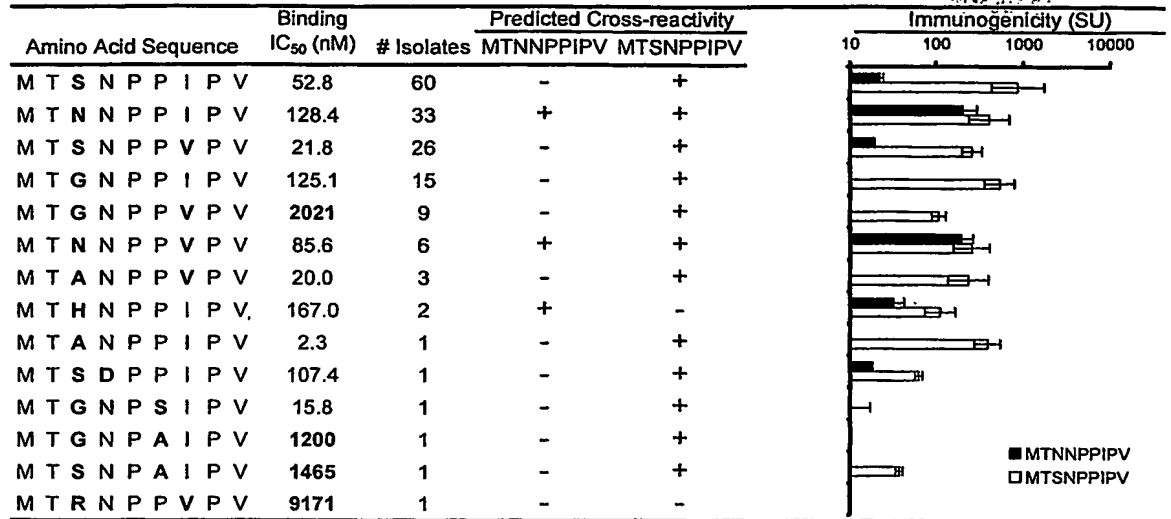 Binding Predicted Cross-reactivity Immunogenicity (SU)
Amino Acid Sequence IC50 (nM) # Isolates MTNNPPIPV MTSNPPIPV 10 100 1000 10000
M T S N P P I P V 52.8 60 - +
M T N N P P I P V 128.4 33 + +
M T S N P P V P V 21.8 26 - +
M T G N P P I P V 125.1 15 - +
M T G N P P V P V 2021 9 - +
M T N N P P V P V 85.6 6 + +
M T A N P P V P V 20.0 3 - +
M T H N P P I P V, 167.0 2 + -
M T A N P P I P V 2.3 1 - +
M T S D P P I P V 107.4 1 - +
M T G N P S I P V 15.8 1 - +
M T G N P A I P V 1200 1 - +
M T S N P A I P V 1465 1 - +
M T R N P P V P V 9171 1 - -
MTNNPPIPV
MTSNPPIPV